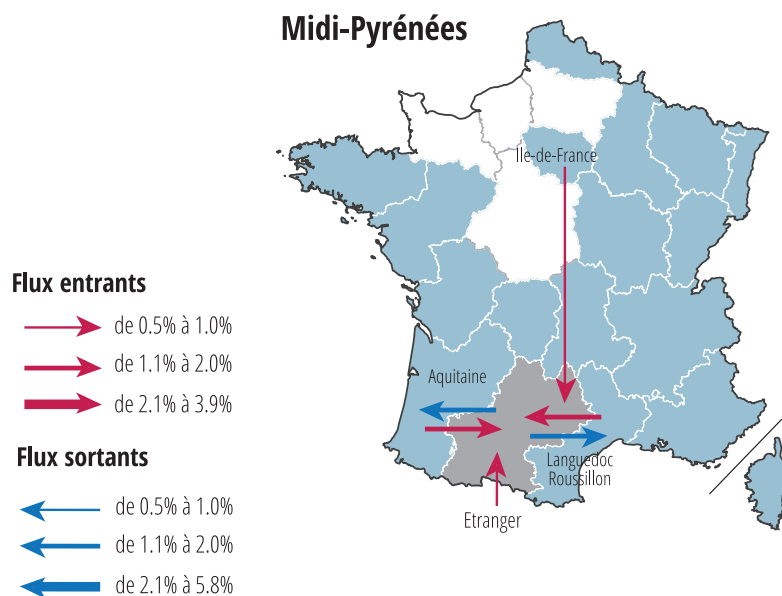 Midi-Pyrénées
Île-de-France
Flux entrants
de 0.5% à 1.0%
de 1.1% à 2.0%
de 2.1% à 3.9%
Aquitaine
Languedoc
Roussillon
Etranger
Flux sortants
de 0.5% à 1.0%
de 1.1% à 2.0%
de 2.1% à 5.8%